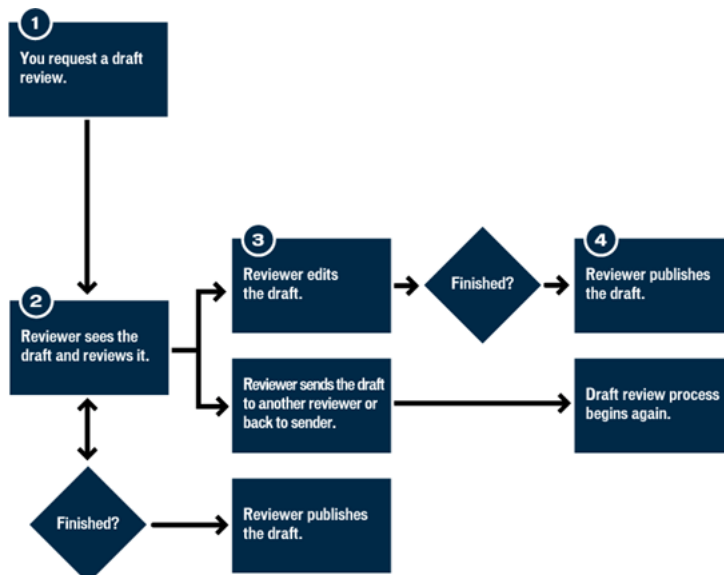 1
You request a draft
review.
2
Reviewer sees the
draft and reviews it.
3
Reviewer edits
the draft.
Finished?
4
Reviewer publishes
the draft.
Reviewer sends the draft
to another reviewer or
back to sender.
Draft review process
begins again.
Finished?
Reviewer publishes
the draft.